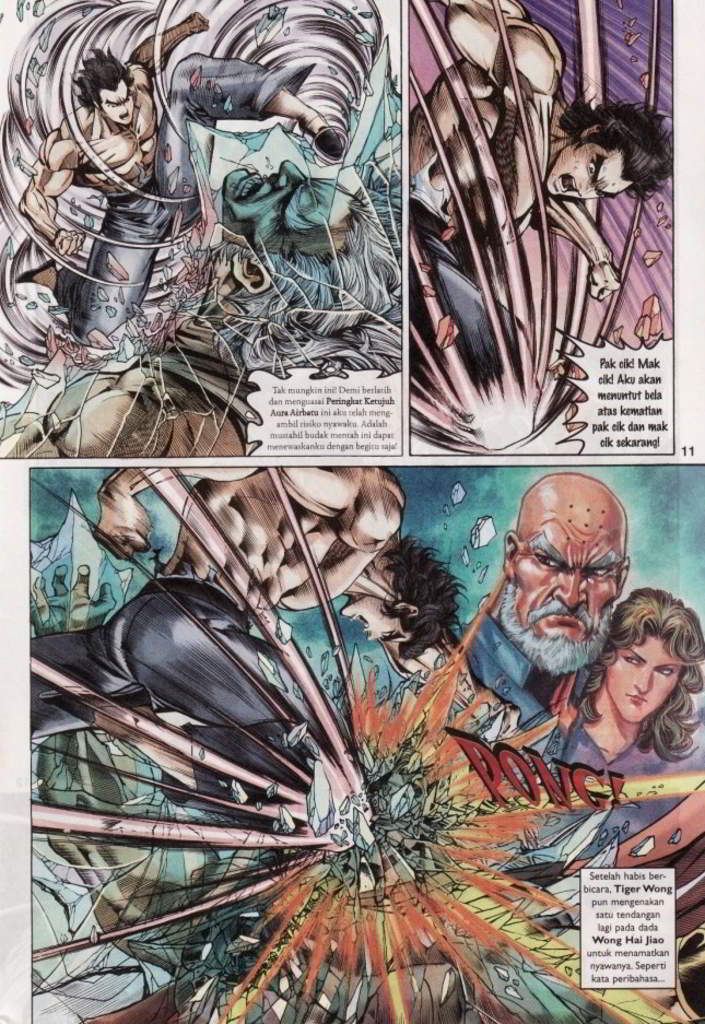 Tak mungkin ini! Demi berlatih
dan menguasai Peringkat Ketujuh
Aura Airbatu ini aku telah meng-
ambil risiko nyawaku. Adalah
mustahil budak mentah ini dapat
menewaskanku dengan begitu saja!
Pak cik! Mak
cik! Aku akan
menuntut bela
atas kematian
pak cik dan mak
cik sekarang!
11
PONG!
Setelah habis ber-
bicara, Tiger Wong
pun mengenakan
satu tendangan
lagi pada dada
Wong Hai Jiao
untuk menamatkan
nyawanya. Seperti
kata peribahasa...